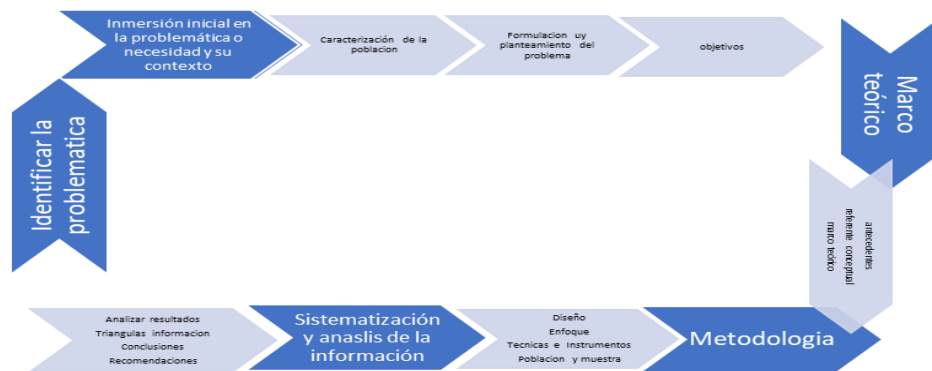 Identificar la
problematica
Inmersión inicial en
la problemática o
necesidad y su
contexto
Caracterización de la
poblacion
Formulacion uy
planteamiento del
problema
objetivos
Marco
teórico
antecedentes
referente conceptual
marco teórico
Metodologia
Diseño
Enfoque
Tecnicas e Instrumentos
Poblacion y muestra
Sistematización
y anaslis de la
información
Analizar resultados
Triangulas informacion
Conclusiones
Recomendaciones